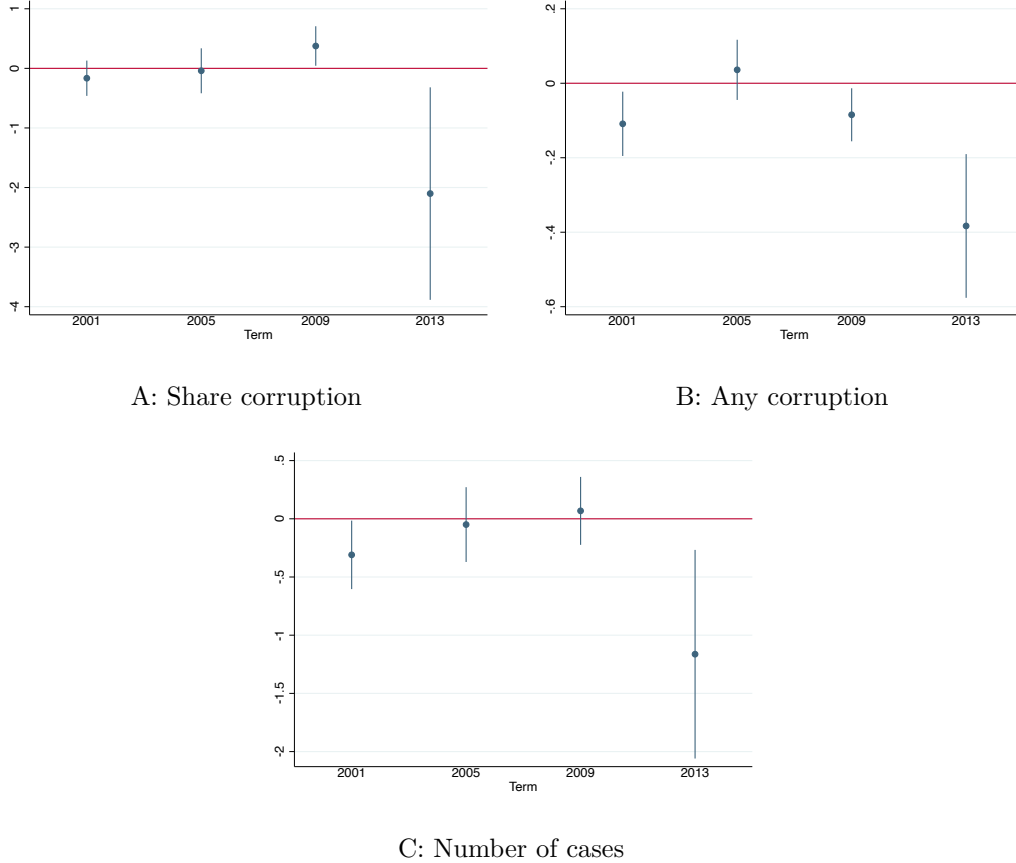 1
0
-1
-2
-3
-4
2001 2005 2009 2013
Term
A: Share corruption
.2
0
-.2
-.4
-.6
2001 2005 2009 2013
Term
B: Any corruption
.5
0
-.5
-1
-1.5
-2
2001 2005 2009 2013
Term
C: Number of cases